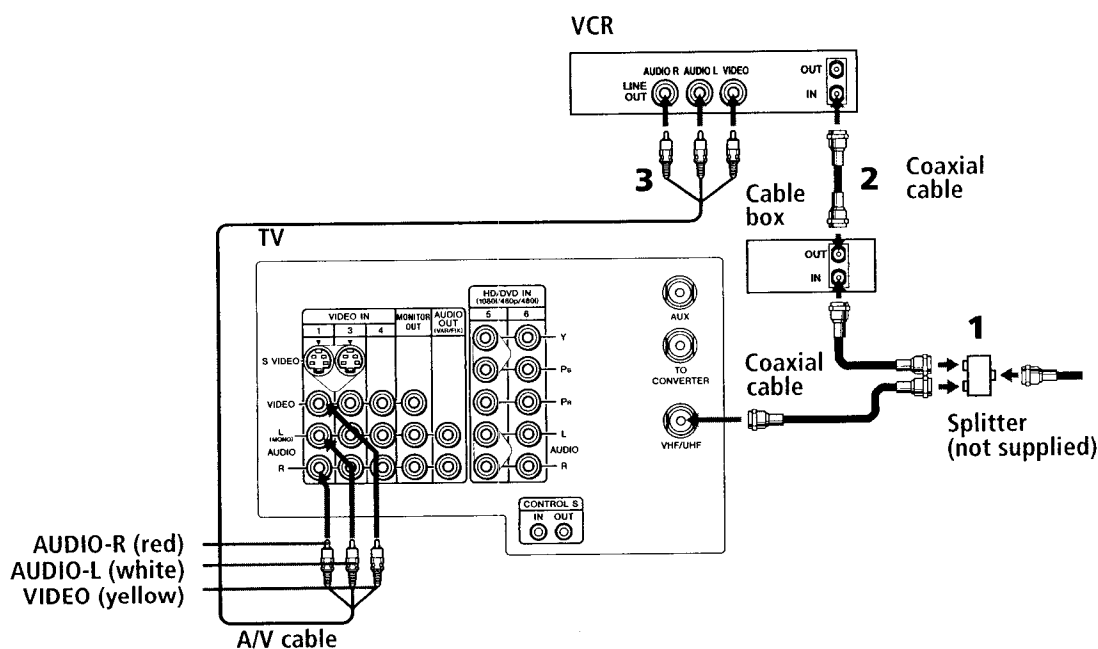 VCR
AUDIO R AUDIO L VIDEO
LINE
OUT
OUT
IN
3
2
Coaxial
cable
Cable
box
OUT
IN
TV
VIDEO IN
1 3 4
MONITOR
OUT
AUDIO
OUT
(VAR/FIX)
HD/DVD IN
(1080i/480p/480i)
5 6
S VIDEO
VIDEO
L
(MONO)
AUDIO
R
Y
PB
PR
L
AUDIO
R
AUX
TO
CONVERTER
VHF/UHF
CONTROL S
IN OUT
1
Coaxial
cable
Splitter
(not supplied)
AUDIO-R (red)
AUDIO-L (white)
VIDEO (yellow)
A/V cable